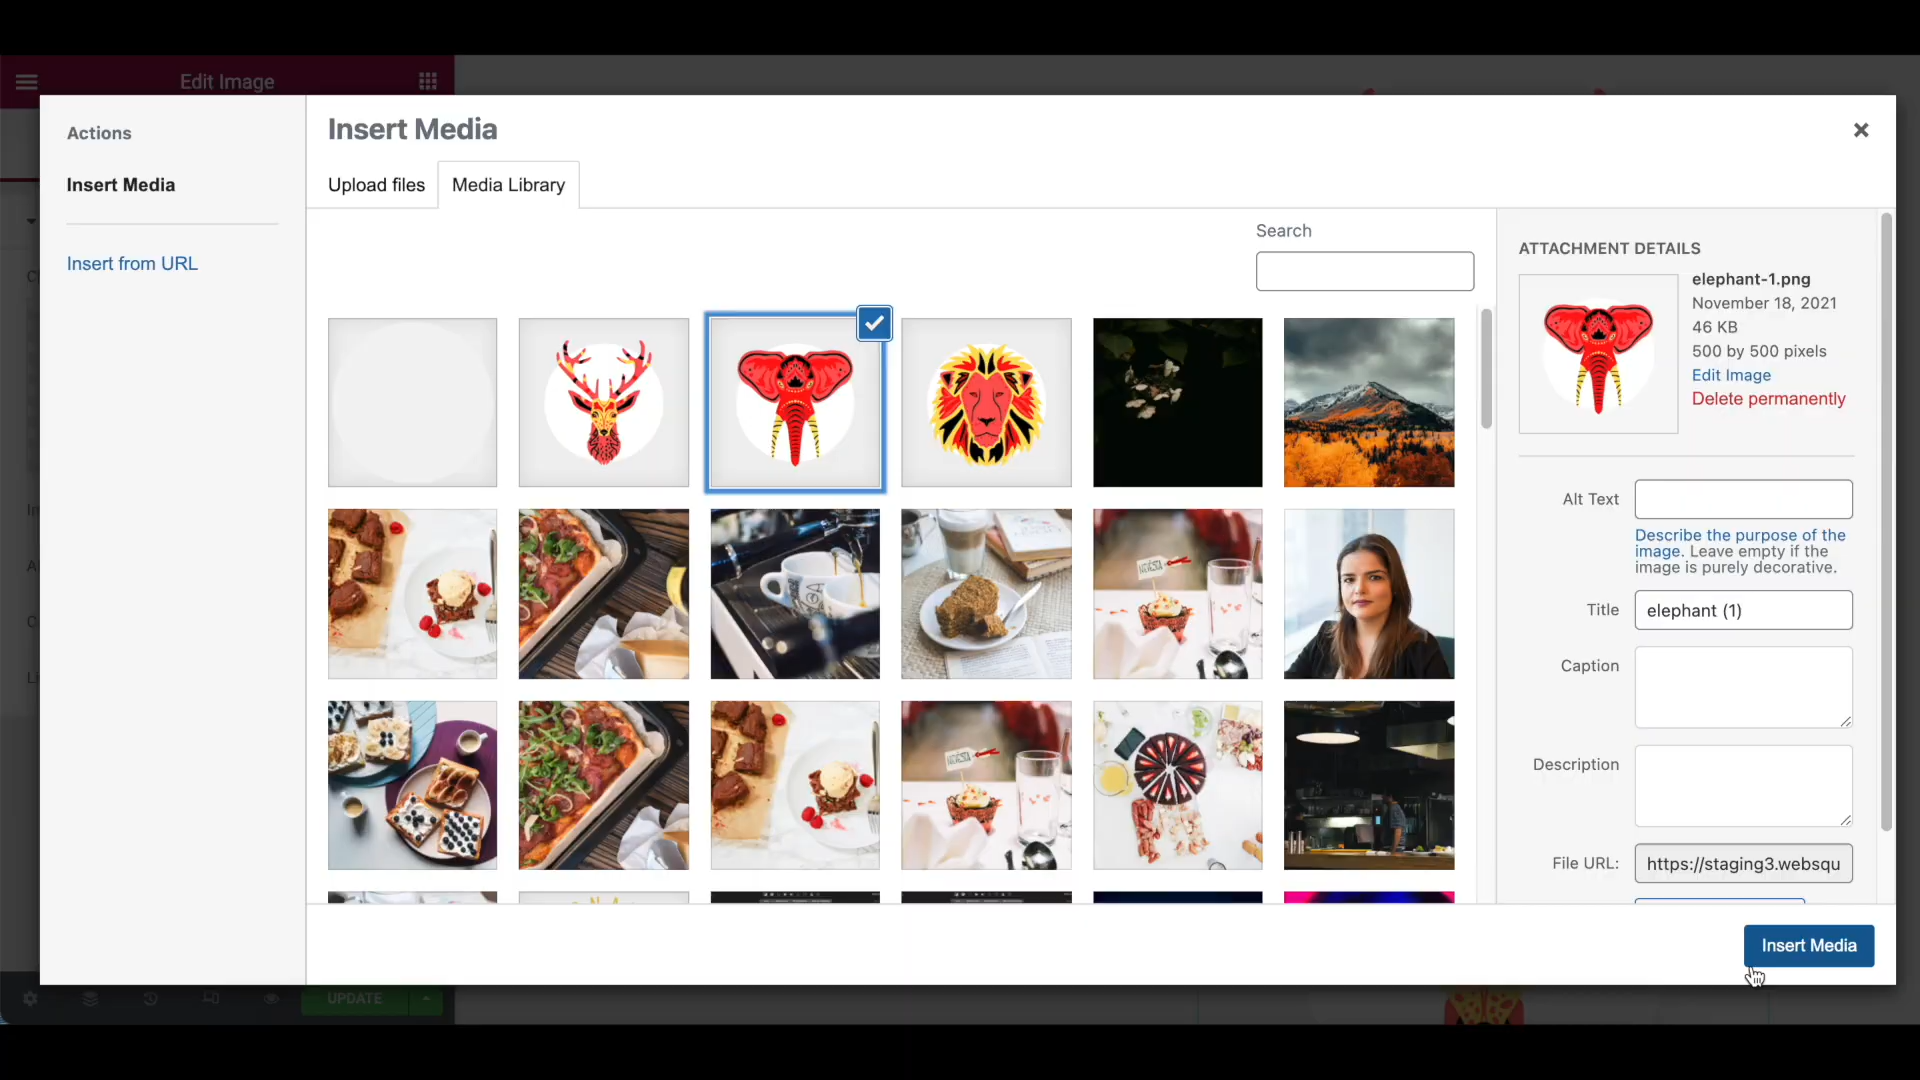 Edit Image
Actions
Insert Media
Insert from URL
Insert Media
Upload files
Media Library
Search
ATTACHMENT DETAILS
elephant-1.png
November 18, 2021
46 KB
500 by 500 pixels
Edit Image
Delete permanently
Alt Text
Describe the purpose of the
image. Leave empty if the
image is purely decorative.
Title
elephant (1)
Caption
Description
File URL:
https://staging3.websqu
Insert Media
UPDATE